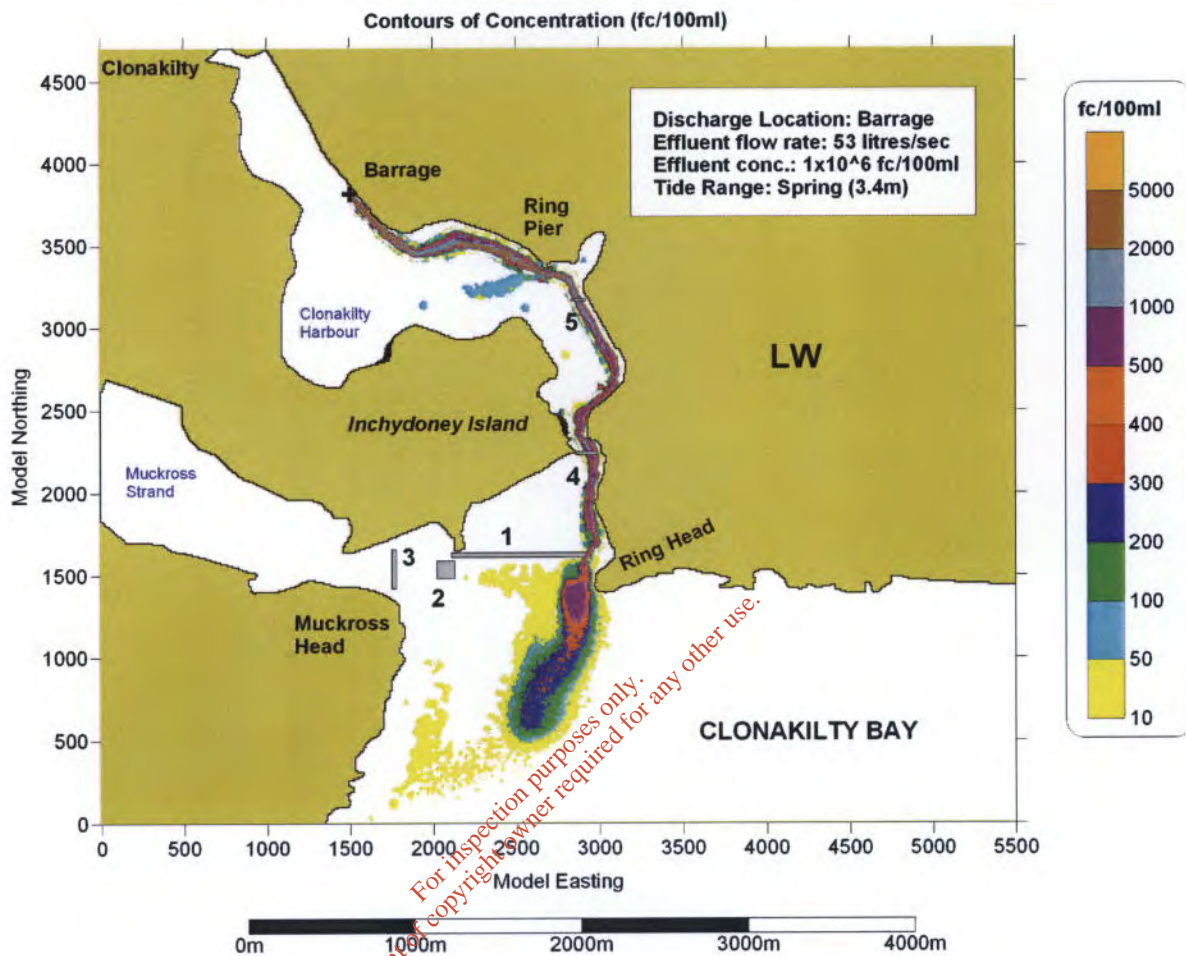 Contours of Concentration (fc/100ml)
Clonakilty
Discharge Location: Barrage
Effluent flow rate: 53 litres/sec
Effluent conc.: 1x10^6 fc/100ml
Tide Range: Spring (3.4m)
fc/100ml
5000
2000
1000
500
400
300
200
100
50
10
Barrage
Ring
Pier
Clonakilty
Harbour
5
LW
Inchydoney Island
Muckross
Strand
4
1
3
2
Ring Head
Muckross
Head
CLONAKILTY BAY
Model Northing
4500
4000
3500
3000
2500
2000
1500
1000
500
0
0
500
1000
1500
2000
2500
3000
3500
4000
4500
5000
5500
Model Easting
For inspection purposes only.
of copyright owner required for any other use.
0m
1000m
2000m
3000m
4000m